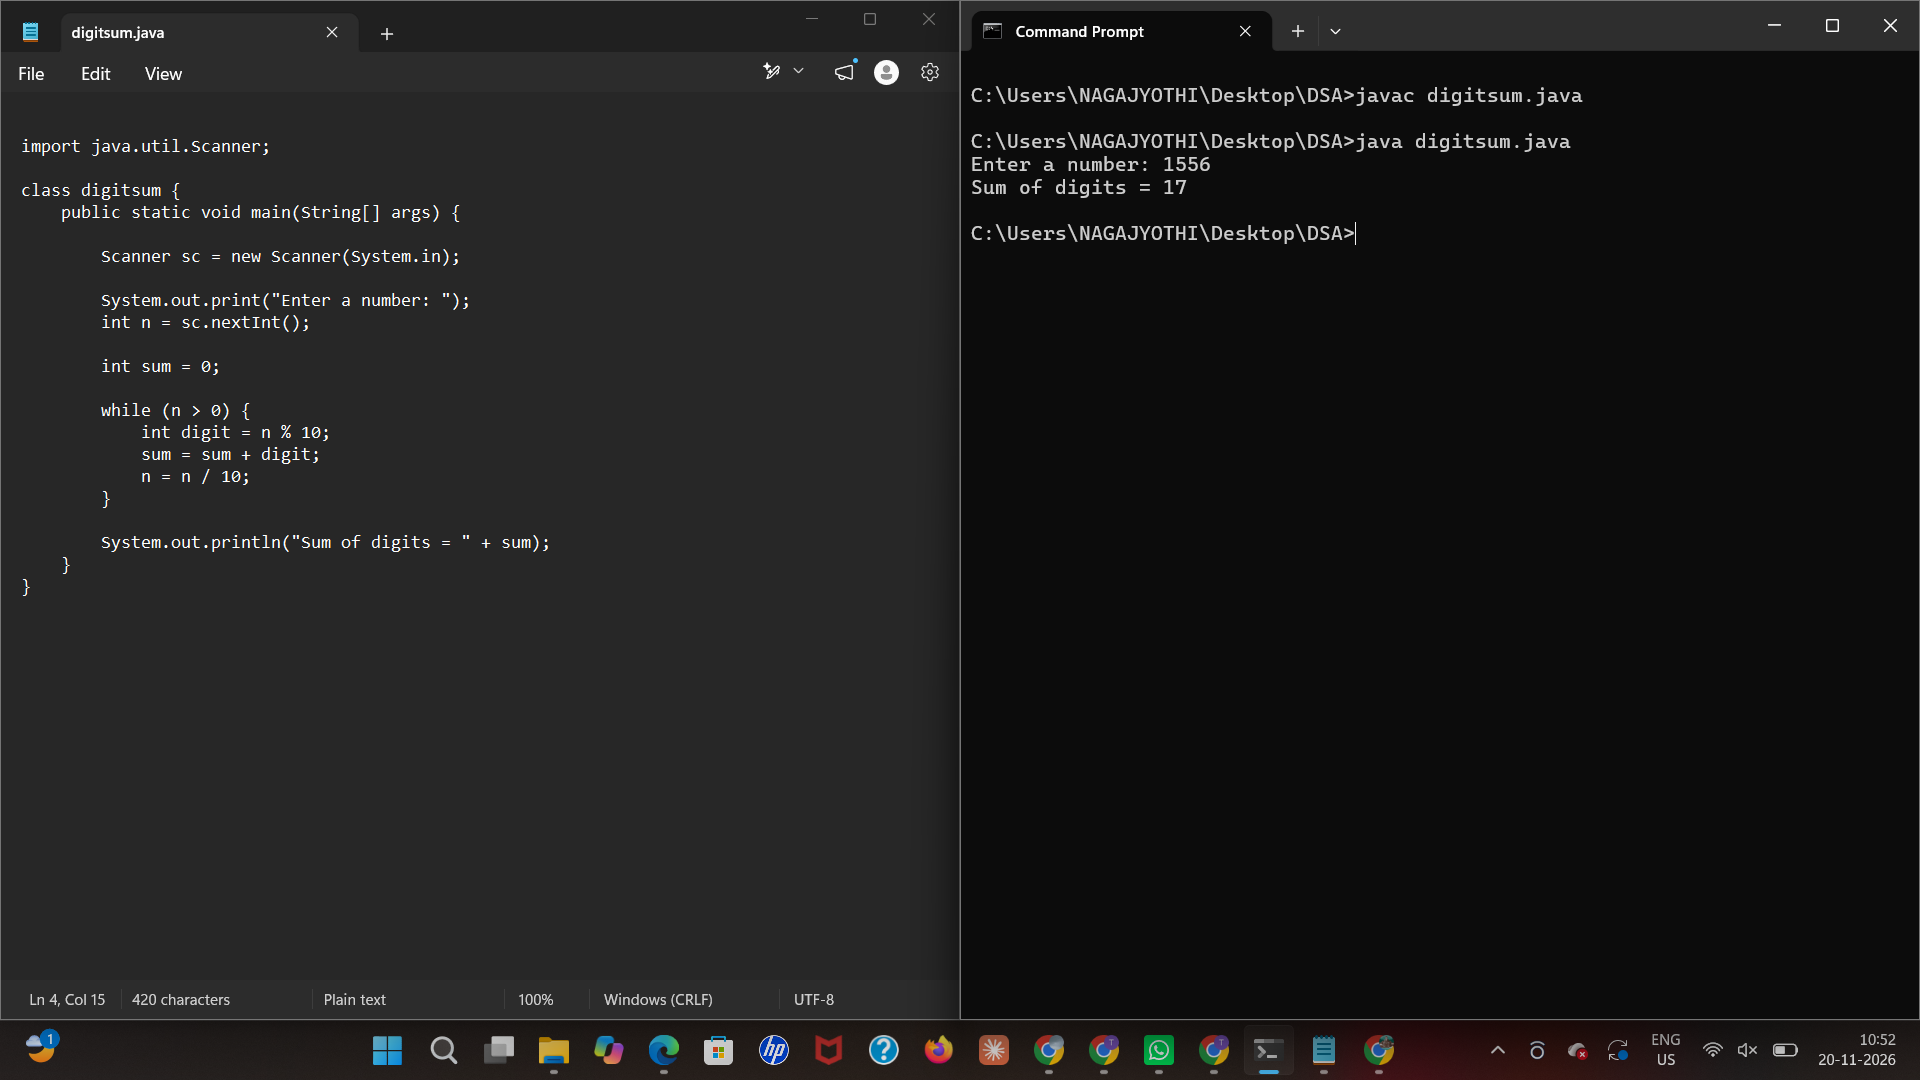 digitsum.java
File Edit View
import java.util.Scanner;
class digitsum {
public static void main(String[] args) {
Scanner sc = new Scanner(System.in);
System.out.print("Enter a number: ");
int n = sc.nextInt();
int sum = 0;
while (n > 0) {
int digit = n % 10;
sum = sum + digit;
n = n / 10;
}
System.out.println("Sum of digits = " + sum);
}
}
Ln 4, Col 15 420 characters Plain text 100% Windows (CRLF) UTF-8
Command Prompt
C:\Users\NAGAJYOTHI\Desktop\DSA>javac digitsum.java
C:\Users\NAGAJYOTHI\Desktop\DSA>java digitsum.java
Enter a number: 1556
Sum of digits = 17
C:\Users\NAGAJYOTHI\Desktop\DSA>
1
hp
T
T
ENG
US
10:52
20-11-2026